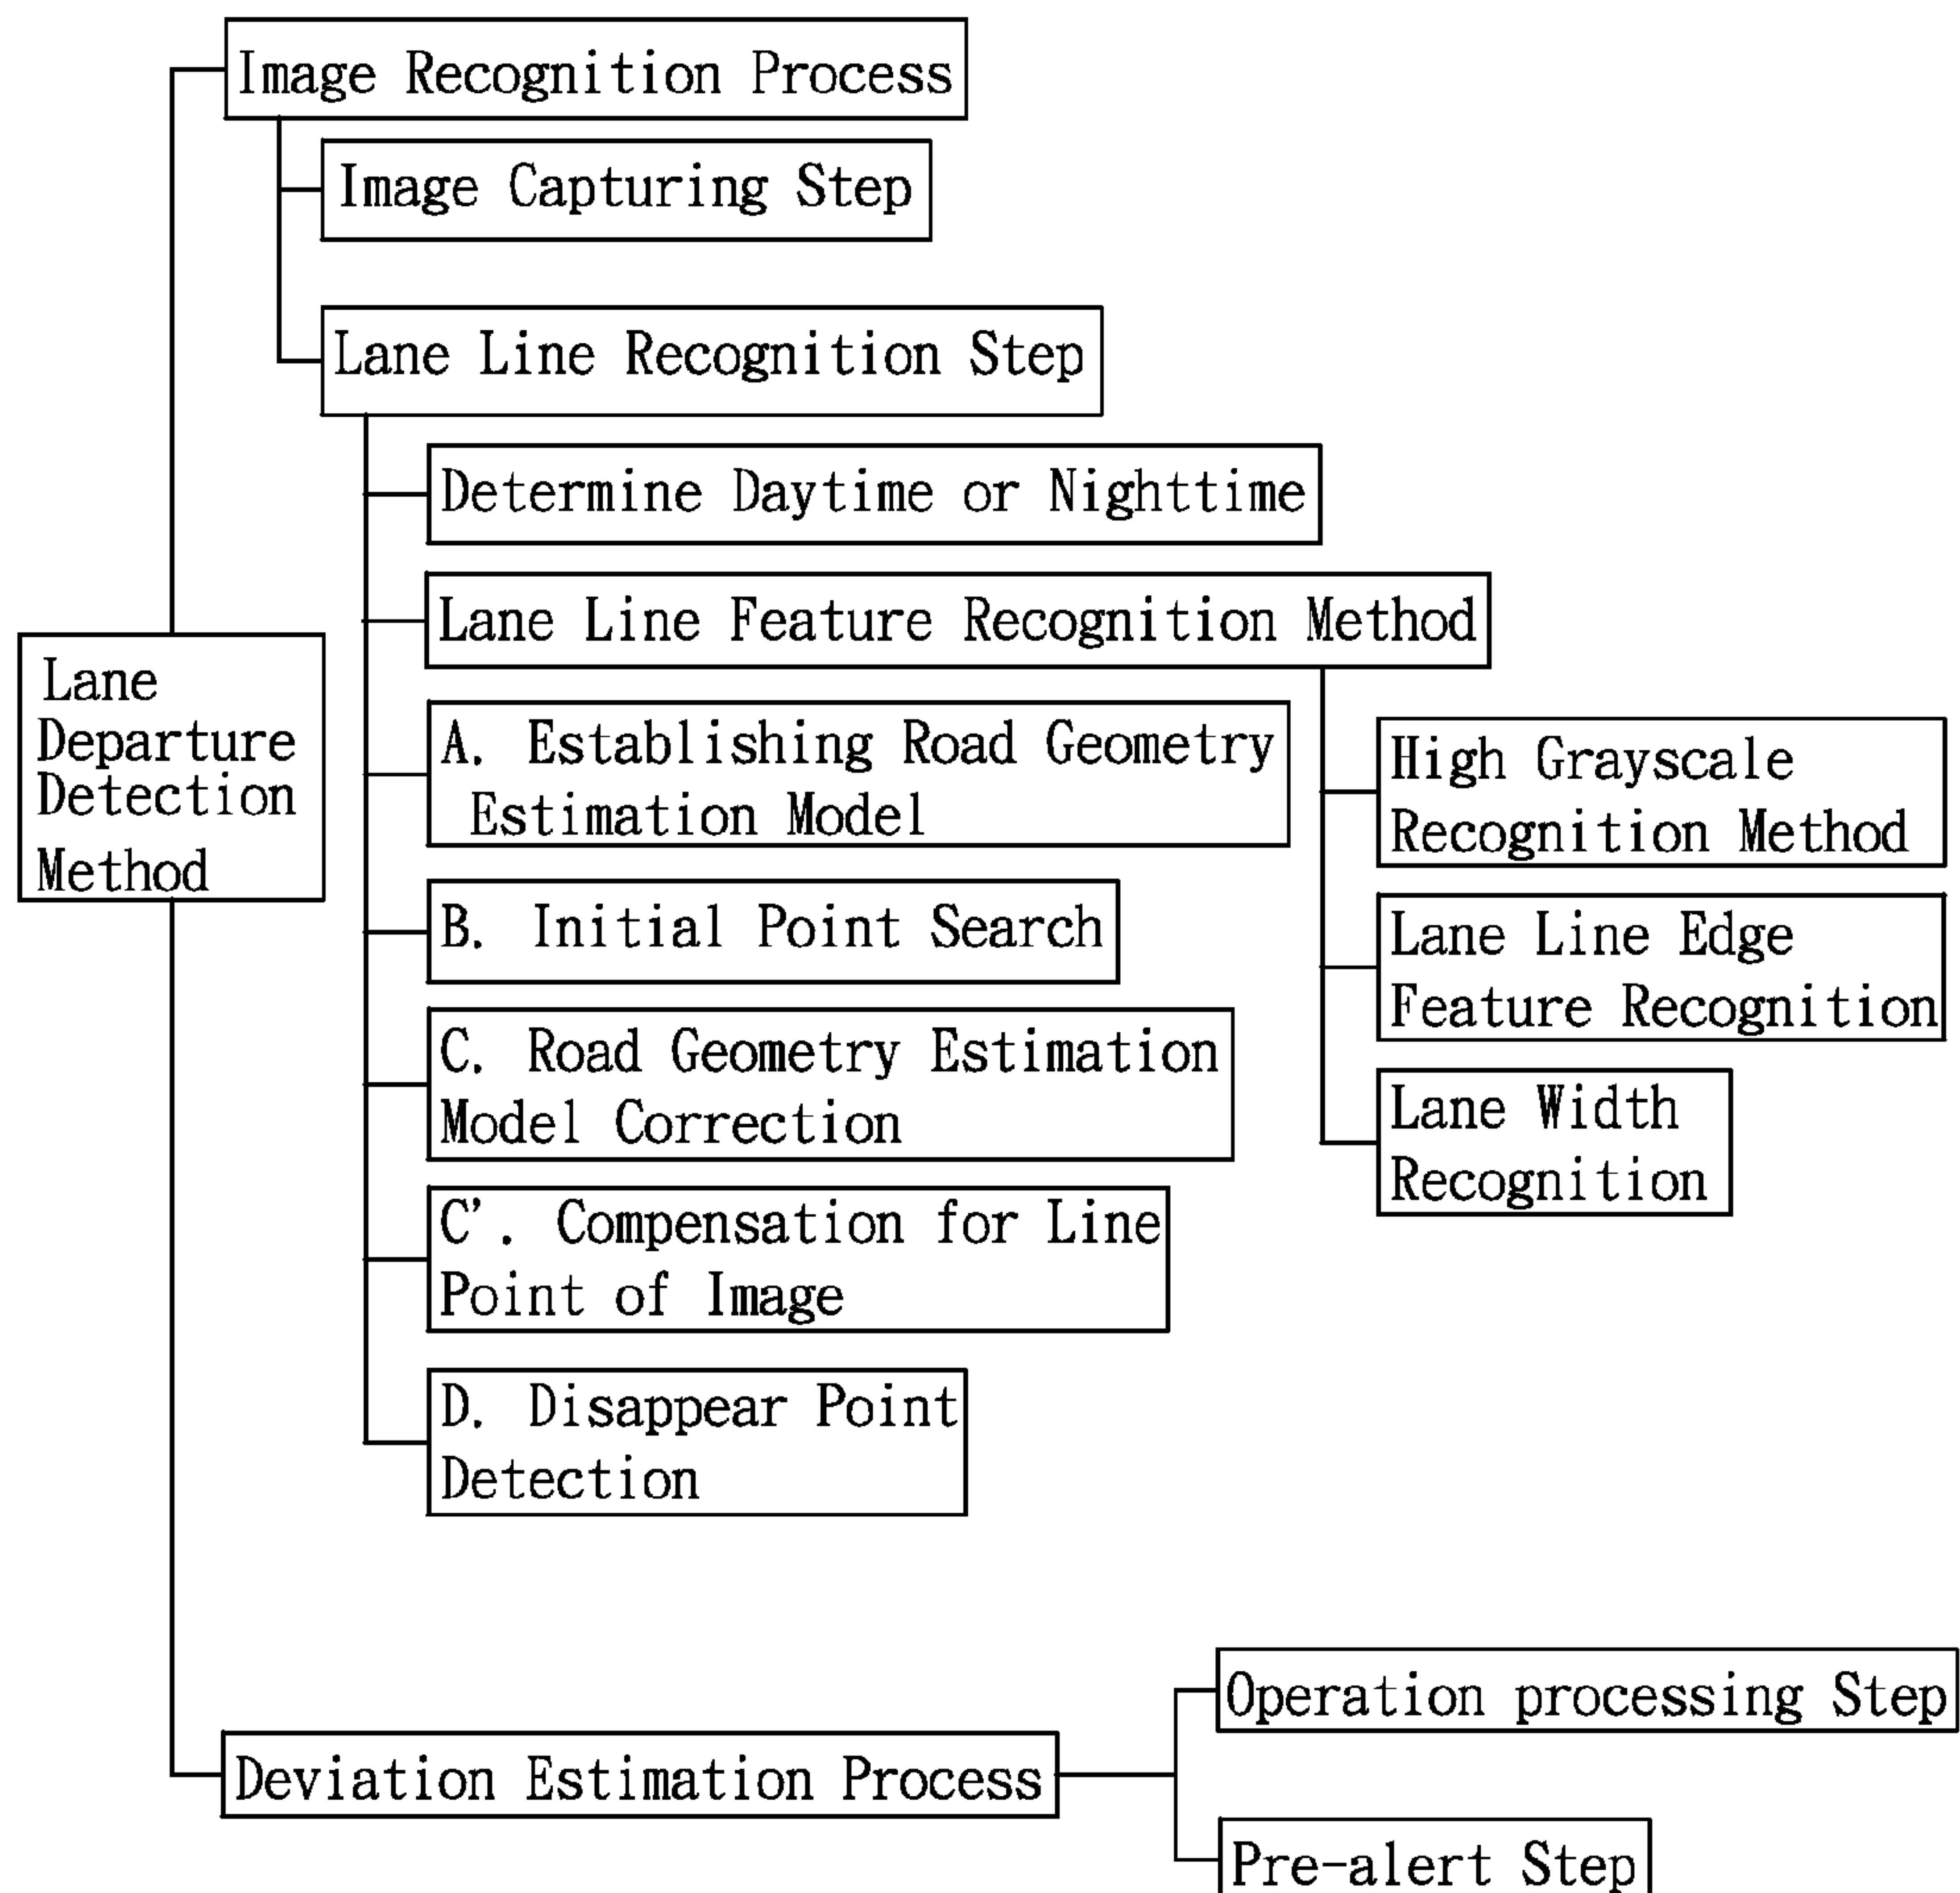 Image Recognition Process
Image Capturing Step
Lane Line Recognition Step
Determine Daytime or Nighttime
Lane Line Feature Recognition Method
Lane
Departure
Detection
Method
A. Establishing Road Geometry
Estimation Model
High Grayscale
Recognition Method
B. Initial Point Search
Lane Line Edge
Feature Recognition
C. Road Geometry Estimation
Model Correction
Lane Width
Recognition
C'. Compensation for Line
Point of Image
D. Disappear Point
Detection
Operation processing Step
Deviation Estimation Process
Pre-alert Step